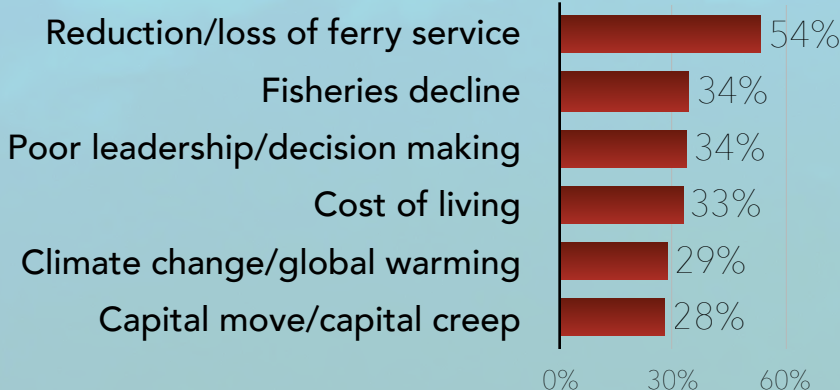 Reduction/loss of ferry service 54%
Fisheries decline 34%
Poor leadership/decision making 34%
Cost of living 33%
Climate change/global warming 29%
Capital move/capital creep 28%
0% 30% 60%